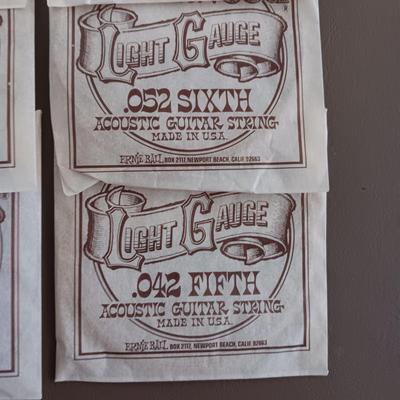 LIGHT GAUGE
.052 SIXTH
ACOUSTIC GUITAR STRING
MADE IN U.S.A.
ERNIE BALL, BOX 2117, NEWPORT BEACH, CALIF. 92663
LIGHT GAUGE
.042 FIFTH
ACOUSTIC GUITAR STRING
MADE IN U.S.A.
ERNIE BALL, BOX 2117, NEWPORT BEACH, CALIF. 92663